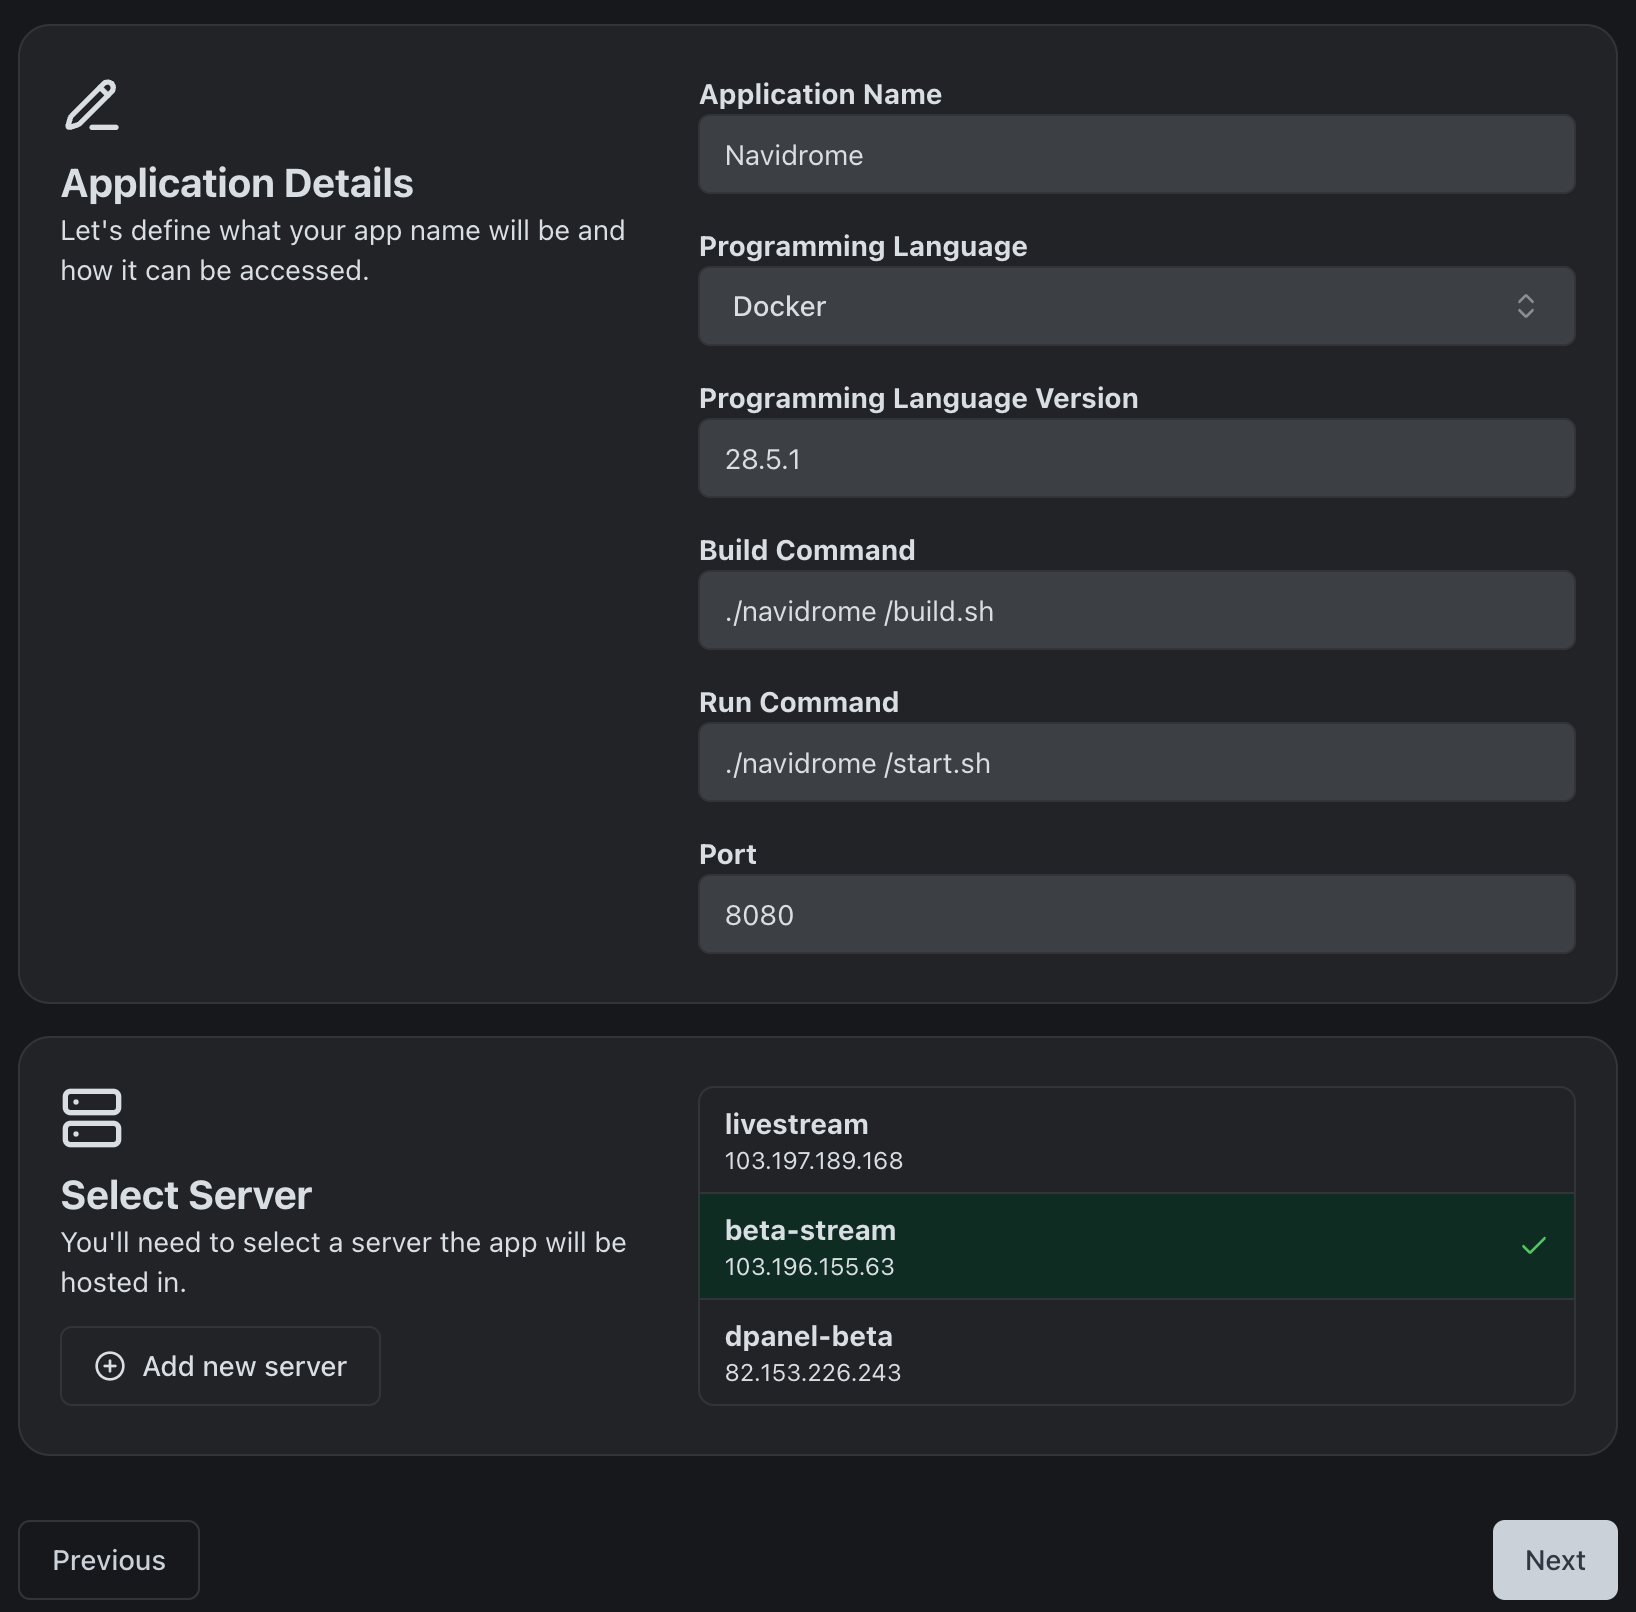 Application Details
Let's define what your app name will be and
how it can be accessed.
Application Name
Navidrome
Programming Language
Docker
Programming Language Version
28.5.1
Build Command
./navidrome /build.sh
Run Command
./navidrome /start.sh
Port
8080
Select Server
You'll need to select a server the app will be
hosted in.
Add new server
livestream
103.197.189.168
beta-stream
103.196.155.63
dpanel-beta
82.153.226.243
Previous
Next